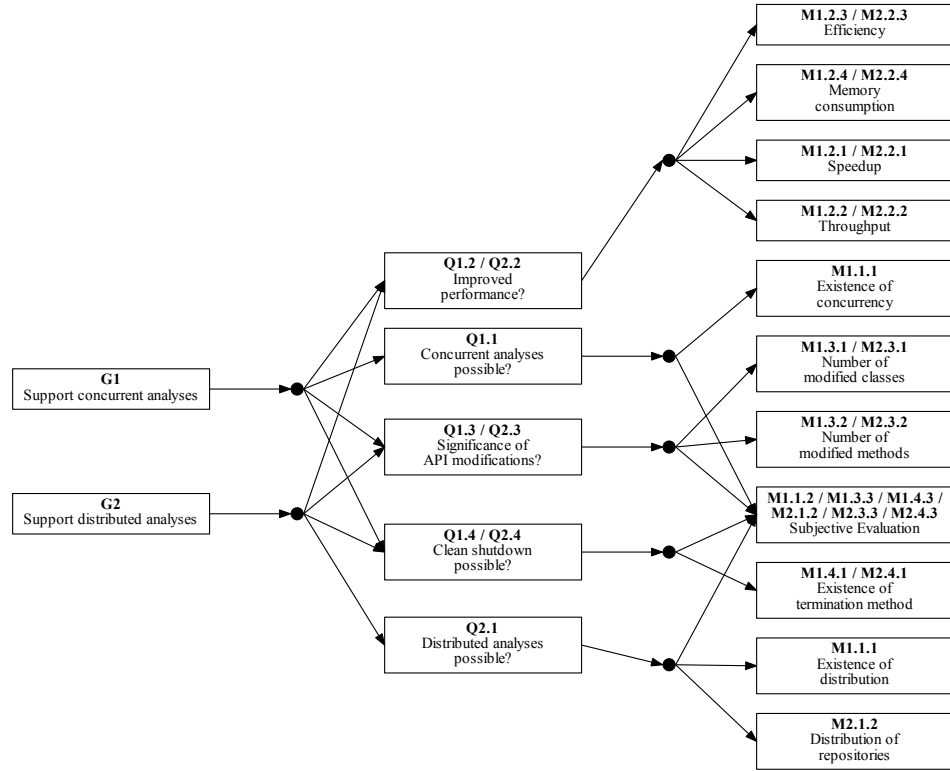 G1
Support concurrent analyses
G2
Support distributed analyses
Q1.2 / Q2.2
Improved
performance?
Q1.1
Concurrent analyses
possible?
Q1.3 / Q2.3
Significance of
API modifications?
Q1.4 / Q2.4
Clean shutdown
possible?
Q2.1
Distributed analyses
possible?
M1.2.3 / M2.2.3
Efficiency
M1.2.4 / M2.2.4
Memory
consumption
M1.2.1 / M2.2.1
Speedup
M1.2.2 / M2.2.2
Throughput
M1.1.1
Existence of
concurrency
M1.3.1 / M2.3.1
Number of
modified classes
M1.3.2 / M2.3.2
Number of
modified methods
M1.1.2 / M1.3.3 / M1.4.3 /
M2.1.2 / M2.3.3 / M2.4.3
Subjective Evaluation
M1.4.1 / M2.4.1
Existence of
termination method
M1.1.1
Existence of
distribution
M2.1.2
Distribution of
repositories